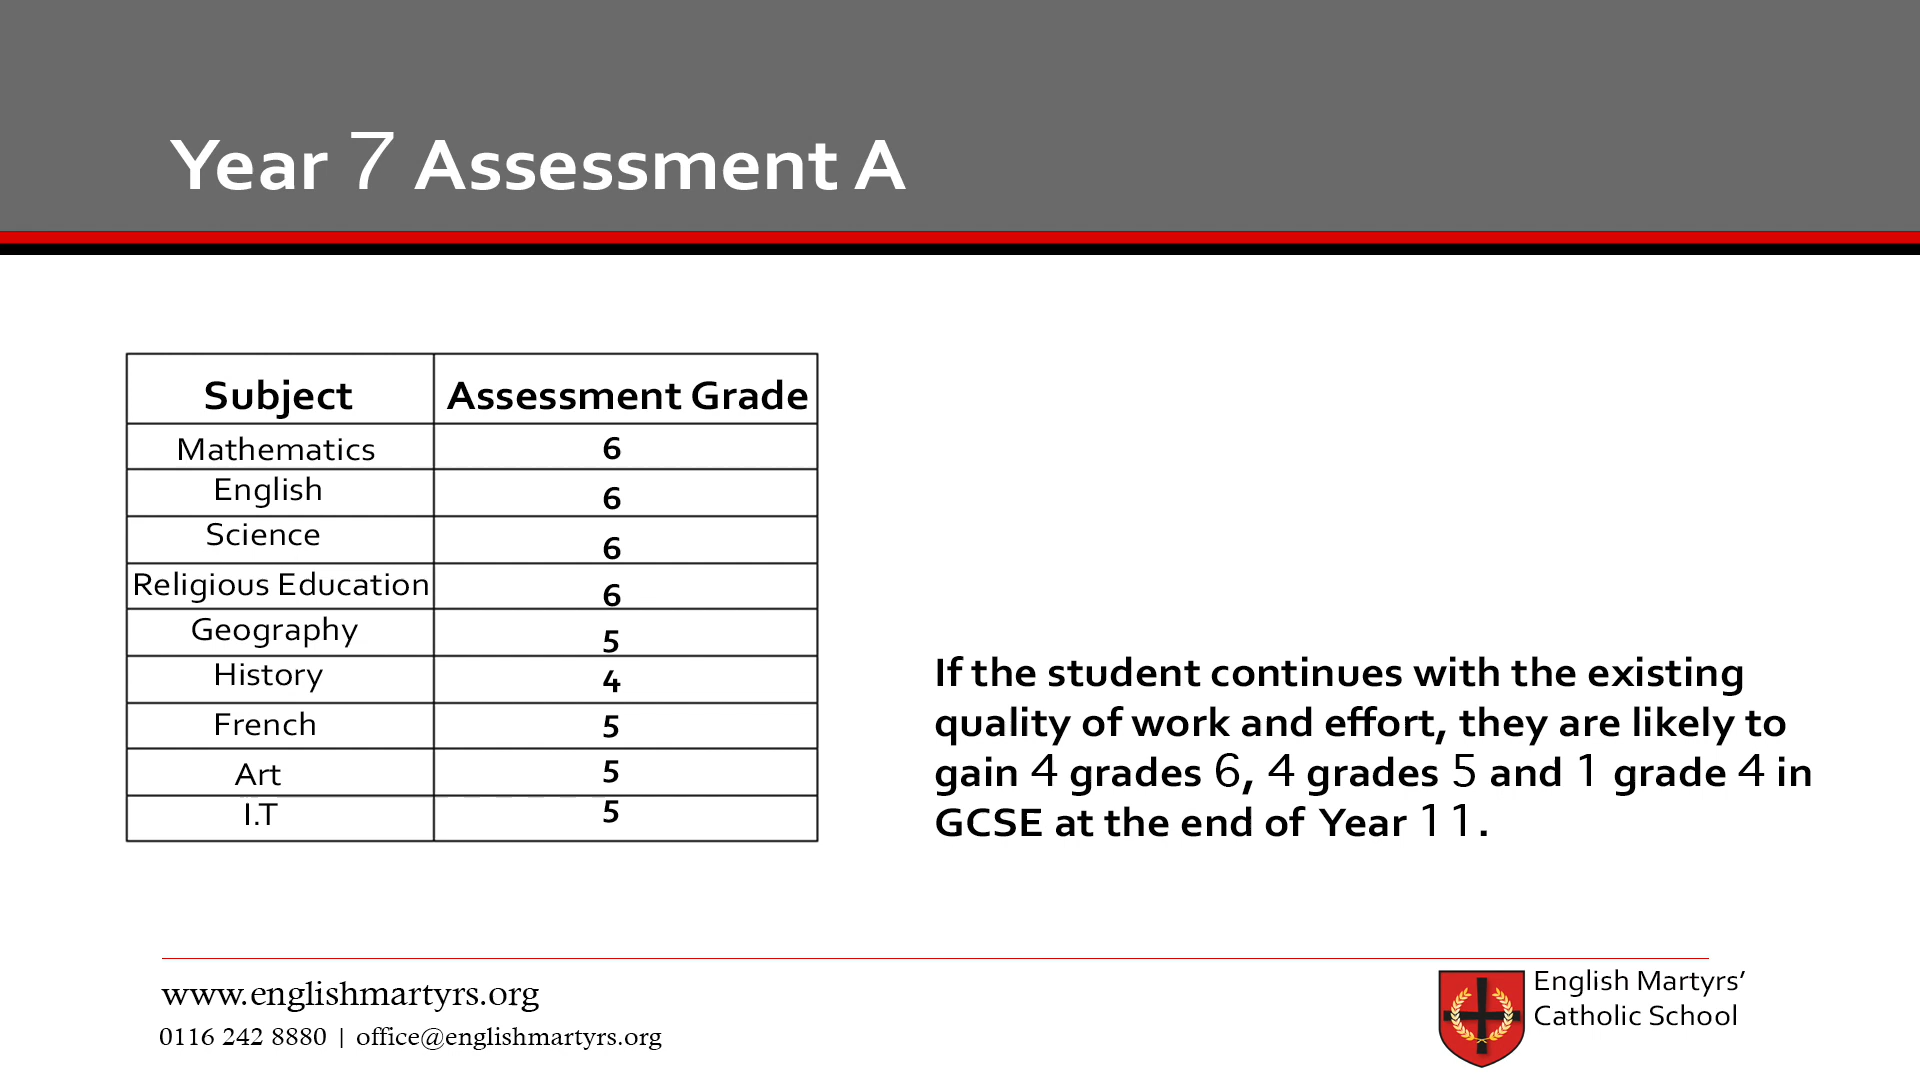 Year 7 Assessment A
Subject Assessment Grade
Mathematics 6
English 6
Science 6
Religious Education 6
Geography 5
History 4
French 5
Art 5
I.T 5
If the student continues with the existing
quality of work and effort, they are likely to
gain 4 grades 6, 4 grades 5 and 1 grade 4 in
GCSE at the end of Year 11.
www.englishmartyrs.org
0116 242 8880 | office@englishmartyrs.org
English Martyrs’
Catholic School